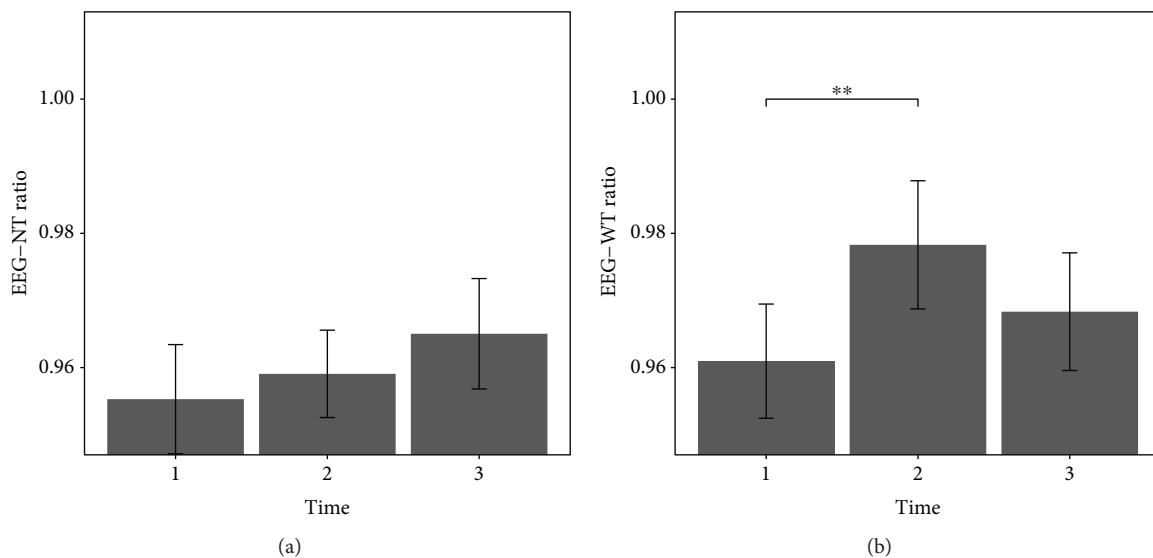 EEG–NT ratio
1.00
0.98
0.96
1 2 3
Time
(a)
EEG–WT ratio
1.00
0.98
0.96
**
1 2 3
Time
(b)